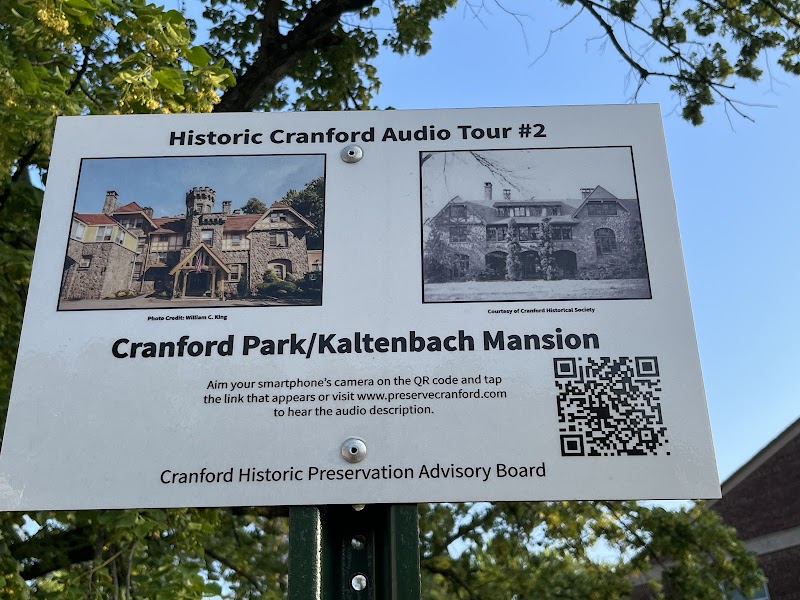 Historic Cranford Audio Tour #2
Photo Credit: William C. King
Courtesy of Cranford Historical Society
Cranford Park/Kaltenbach Mansion
Aim your smartphone's camera on the QR code and tap
the link that appears or visit www.preservecranford.com
to hear the audio description.
Cranford Historic Preservation Advisory Board